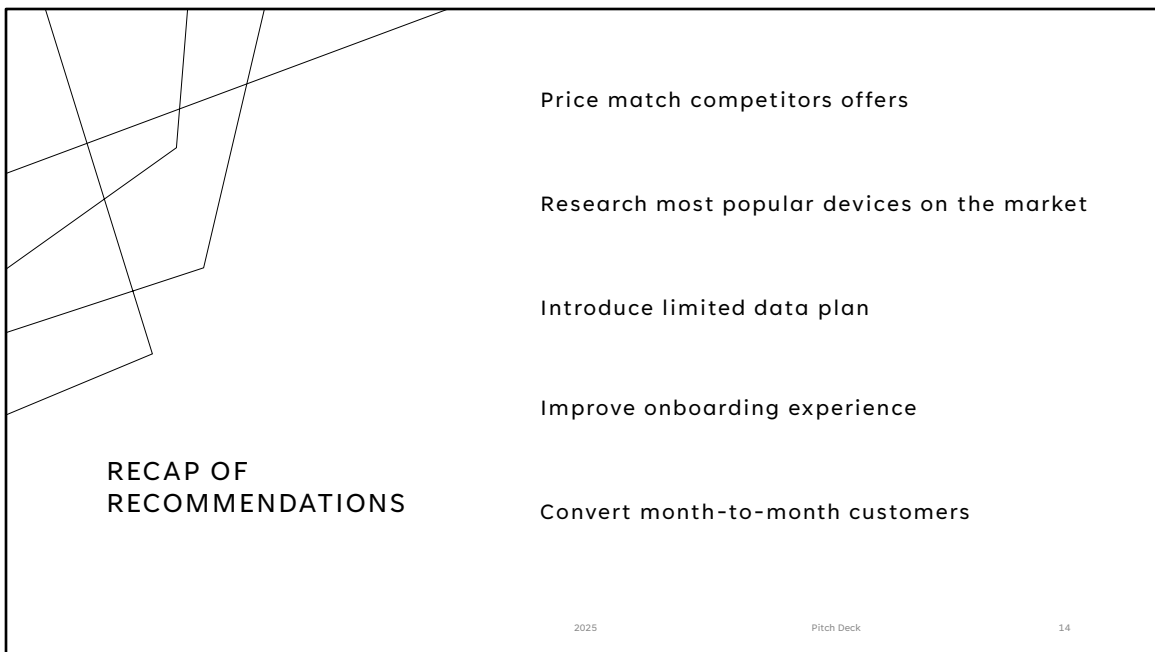 RECAP OF
RECOMMENDATIONS
Price match competitors offers
Research most popular devices on the market
Introduce limited data plan
Improve onboarding experience
Convert month-to-month customers
2025
Pitch Deck
14